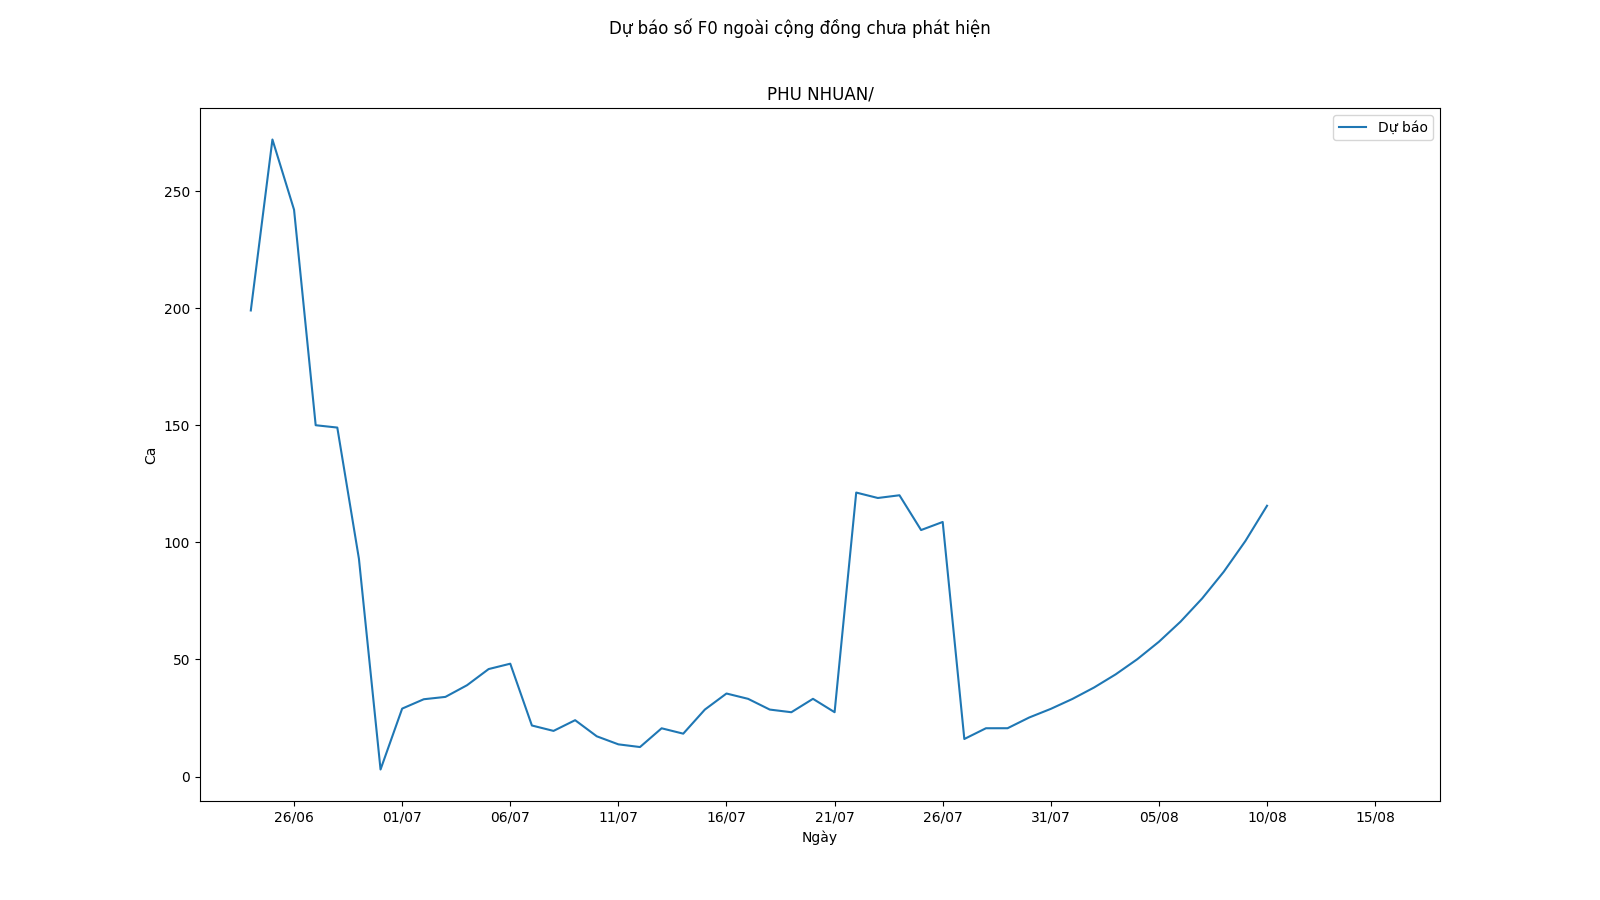 Dự báo số F0 ngoài cộng đồng chưa phát hiện
PHU NHUAN/
Dự báo
250
200
150
100
50
0
Ca
26/06 01/07 06/07 11/07 16/07 21/07 26/07 31/07 05/08 10/08 15/08
Ngày